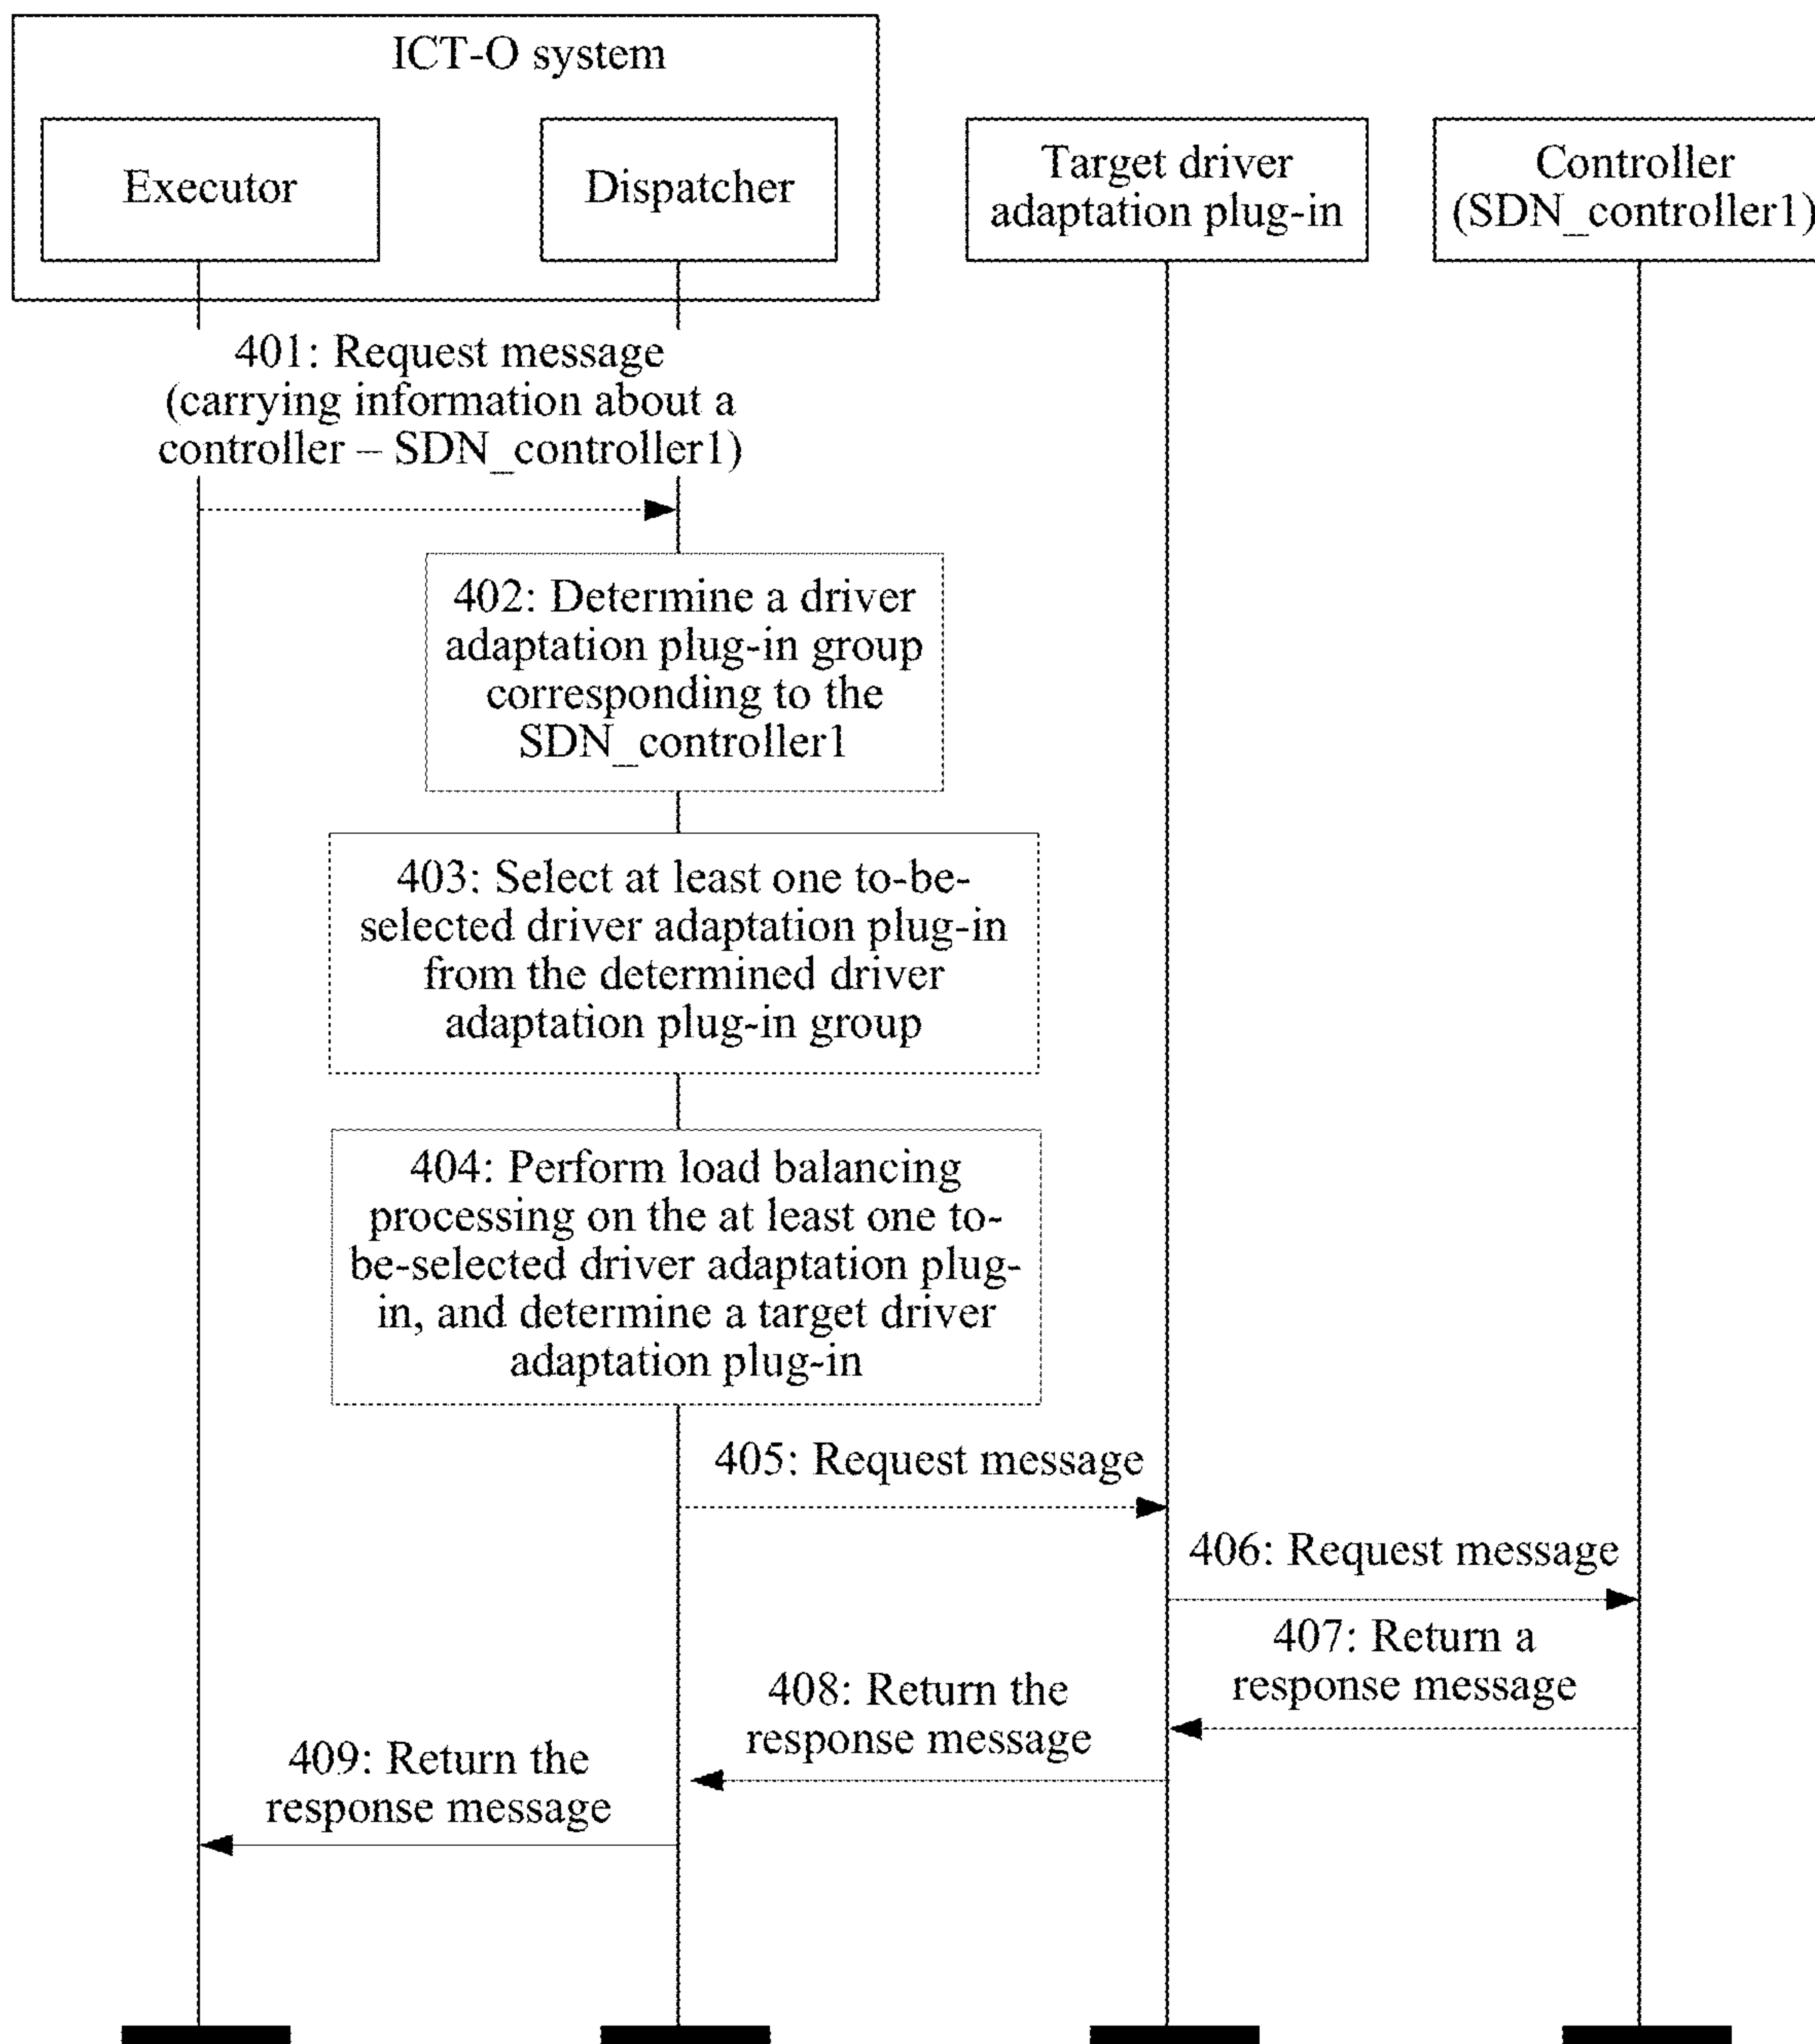 ICT-O system
Executor
Dispatcher
Target driver
adaptation plug-in
Controller
(SDN_controller1)
401: Request message
(carrying information about a
controller – SDN_controller1)
402: Determine a driver
adaptation plug-in group
corresponding to the
SDN_controller1
403: Select at least one to-be-
selected driver adaptation plug-in
from the determined driver
adaptation plug-in group
404: Perform load balancing
processing on the at least one to-
be-selected driver adaptation plug-
in, and determine a target driver
adaptation plug-in
405: Request message
406: Request message
407: Return a
response message
408: Return the
response message
409: Return the
response message